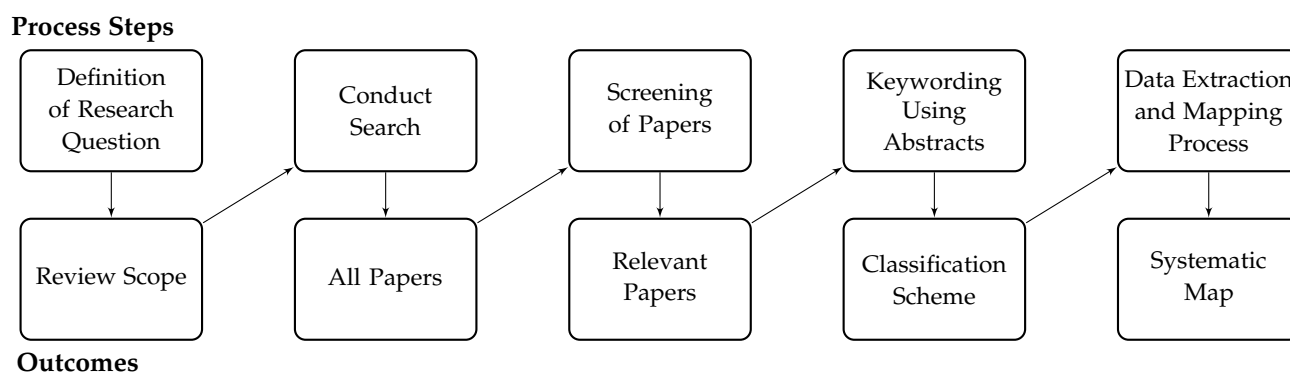 Process Steps
Definition
of Research
Question
Conduct
Search
Screening
of Papers
Keywording
Using
Abstracts
Data Extraction
and Mapping
Process
Review Scope
All Papers
Relevant
Papers
Classification
Scheme
Systematic
Map
Outcomes